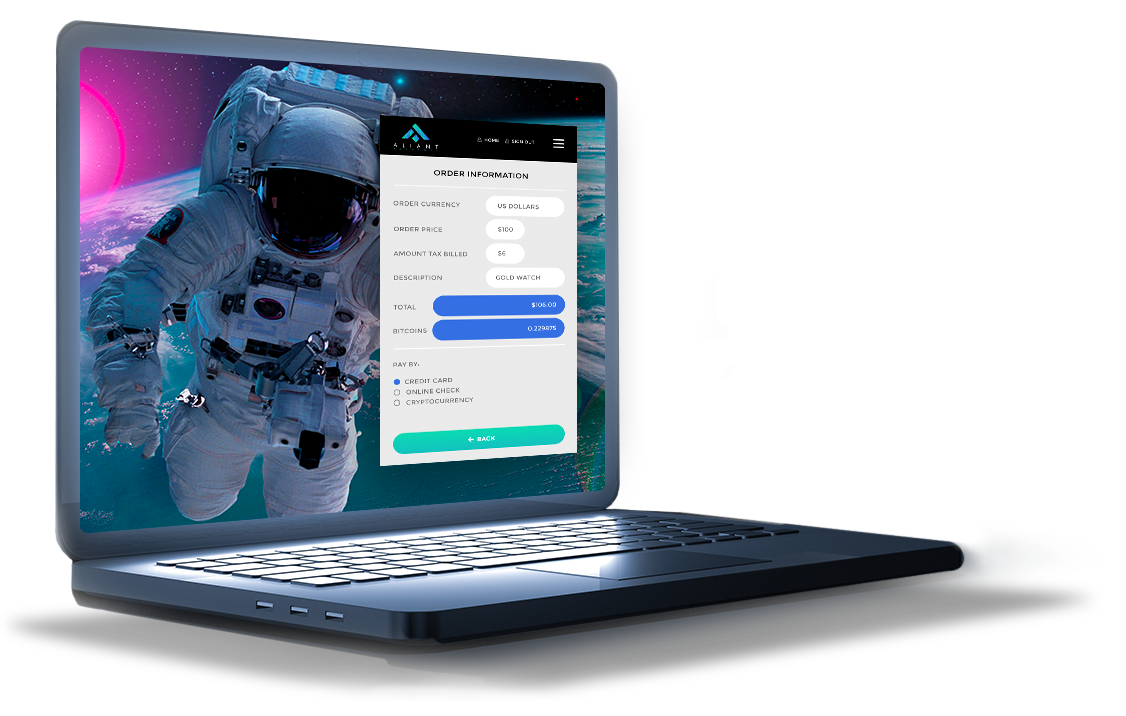 ALIANT
HOME SIGN OUT
ORDER INFORMATION
ORDER CURRENCY US DOLLARS
ORDER PRICE $100
AMOUNT TAX BILLED $6
DESCRIPTION GOLD WATCH
TOTAL $106.00
BITCOINS 0.229875
PAY BY:
CREDIT CARD
ONLINE CHECK
CRYPTOCURRENCY
← BACK